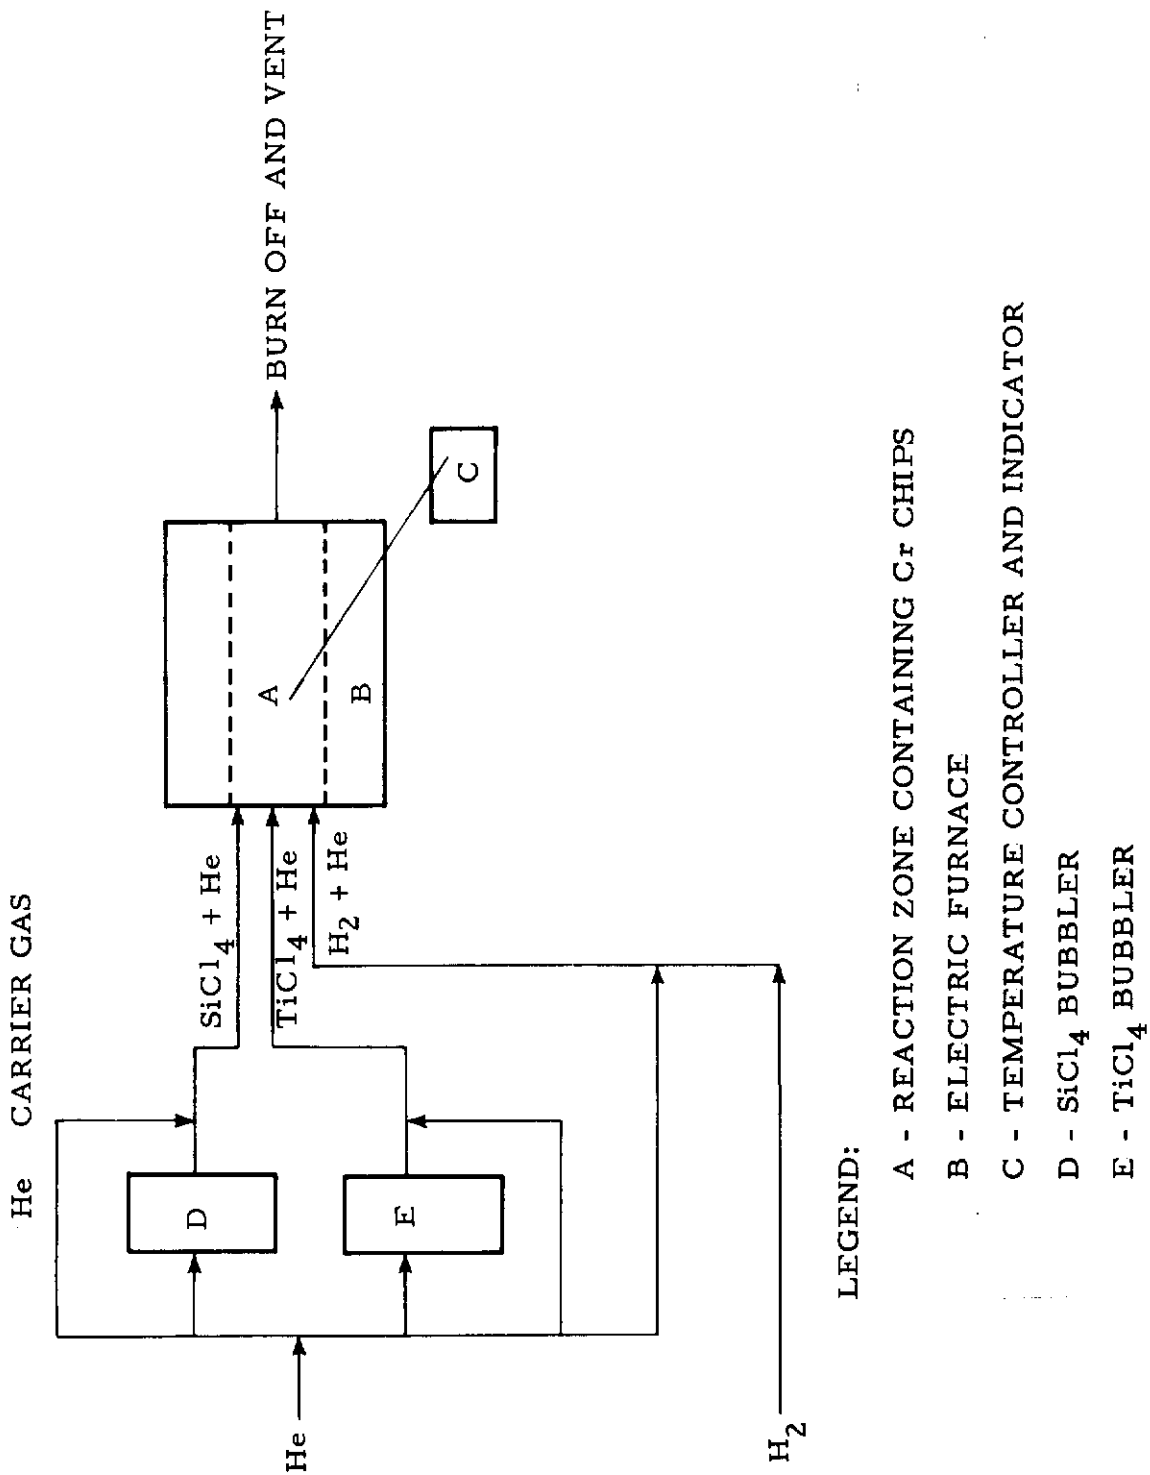 He CARRIER GAS
He
D
E
SiCl4 + He
TiCl4 + He
H2 + He
A
B
C
BURN OFF AND VENT
H2
LEGEND:
A - REACTION ZONE CONTAINING Cr CHIPS
B - ELECTRIC FURNACE
C - TEMPERATURE CONTROLLER AND INDICATOR
D - SiCl4 BUBBLER
E - TiCl4 BUBBLER